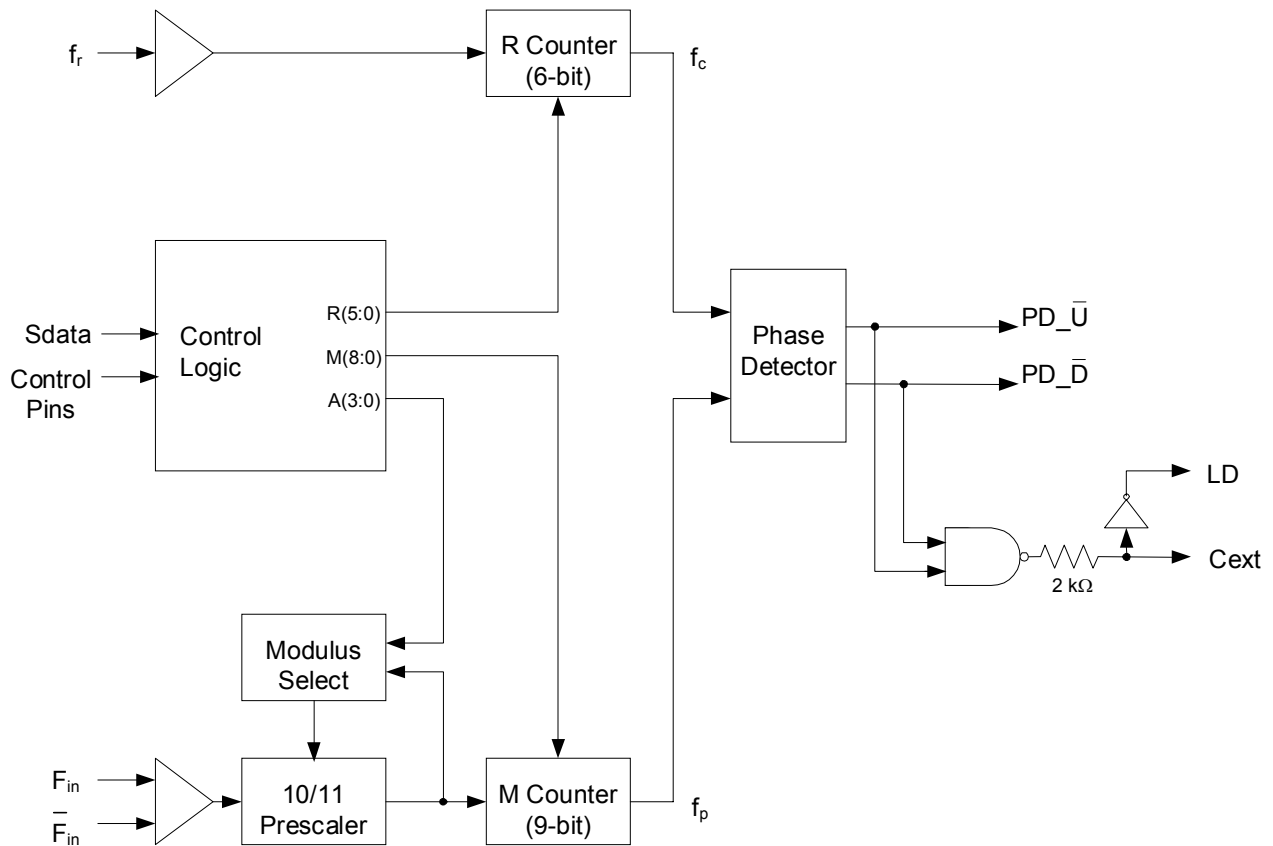 fr
R Counter
(6-bit)
fc
Sdata
Control
Pins
Control
Logic
R(5:0)
M(8:0)
A(3:0)
Phase
Detector
PD_U̅
PD_D̅
LD
Cext
2 kΩ
Modulus
Select
Fin
F̅in
10/11
Prescaler
M Counter
(9-bit)
fp